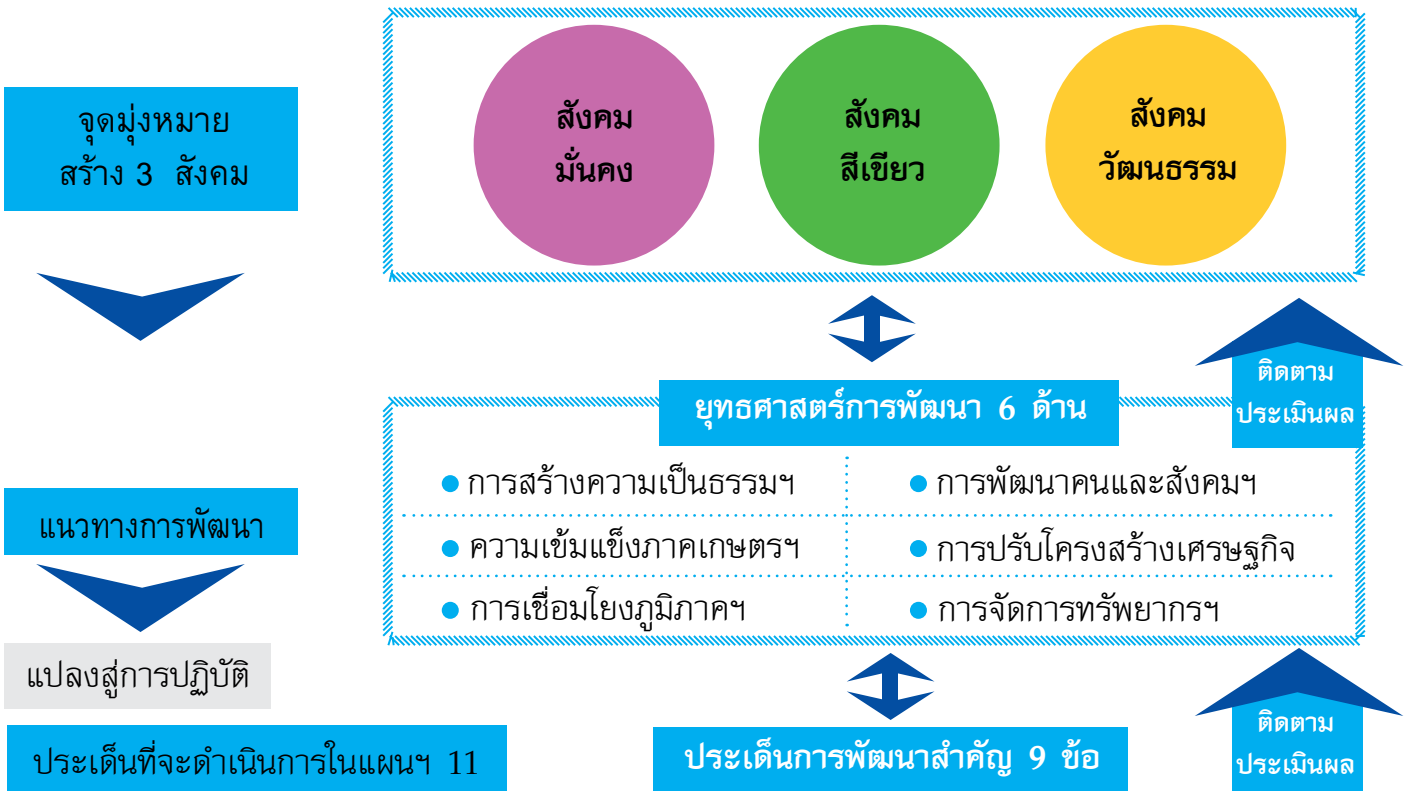 จุดมุ่งหมาย
สร้าง 3 สังคม
สังคม
มั่นคง
สังคม
สีเขียว
สังคม
วัฒนธรรม
ติดตาม
ประเมินผล
ยุทธศาสตร์การพัฒนา 6 ด้าน
แนวทางการพัฒนา
การสร้างความเป็นธรรมฯ
การพัฒนาคนและสังคมฯ
ความเข้มแข็งภาคเกษตรฯ
การปรับโครงสร้างเศรษฐกิจ
การเชื่อมโยงภูมิภาคฯ
การจัดการทรัพยากรฯ
แปลงสู่การปฏิบัติ
ประเด็นที่จะดำเนินการในแผนฯ 11
ประเด็นการพัฒนาสำคัญ 9 ข้อ
ติดตาม
ประเมินผล